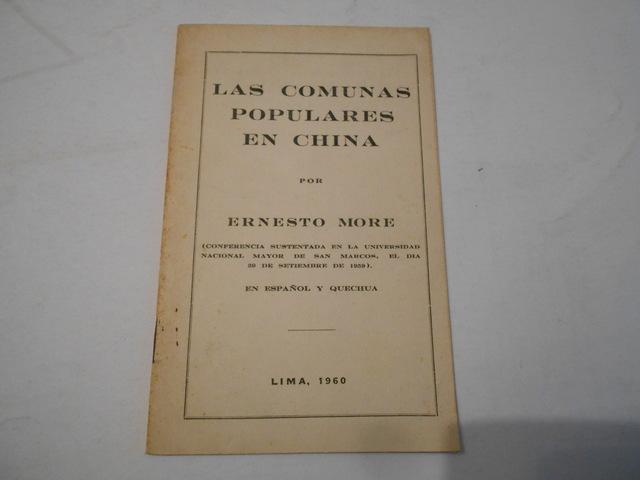 LAS COMUNAS
POPULARES
EN CHINA
POR
ERNESTO MORE
(CONFERENCIA SUSTENTADA EN LA UNIVERSIDAD
NACIONAL MAYOR DE SAN MARCOS, EL DIA
29 DE SETIEMBRE DE 1959).
EN ESPAÑOL Y QUECHUA
LIMA, 1960